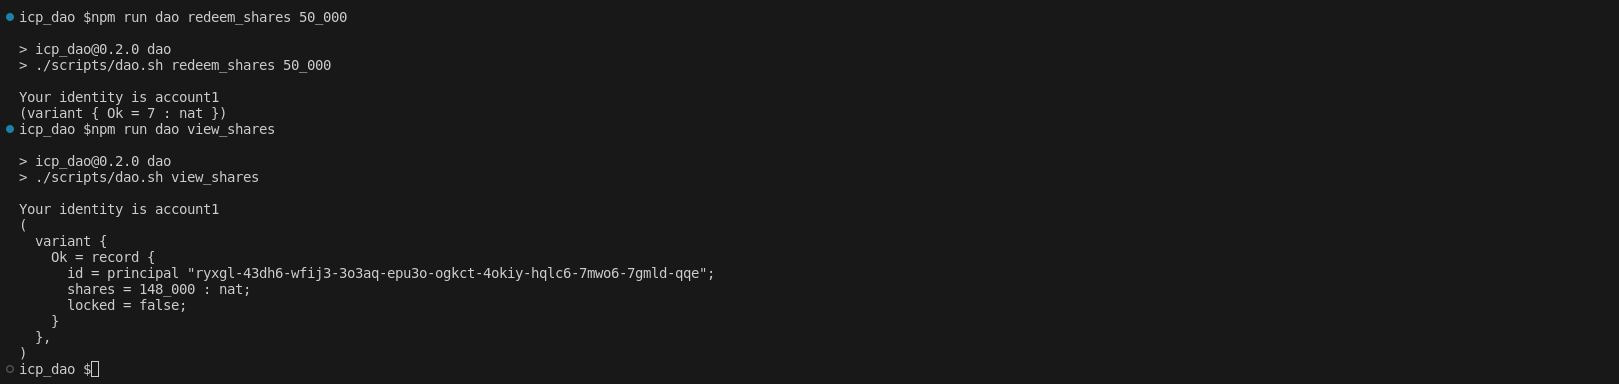 icp_dao $npm run dao redeem_shares 50_000
> icp_dao@0.2.0 dao
> ./scripts/dao.sh redeem_shares 50_000
Your identity is account1
(variant { Ok = 7 : nat })
icp_dao $npm run dao view_shares
> icp_dao@0.2.0 dao
> ./scripts/dao.sh view_shares
Your identity is account1
(
  variant {
    Ok = record {
      id = principal "ryxgl-43dh6-wfij3-3o3aq-epu3o-ogkct-4okiy-hqlc6-7mwo6-7gmld-qqe";
      shares = 148_000 : nat;
      locked = false;
    }
  },
)
icp_dao $